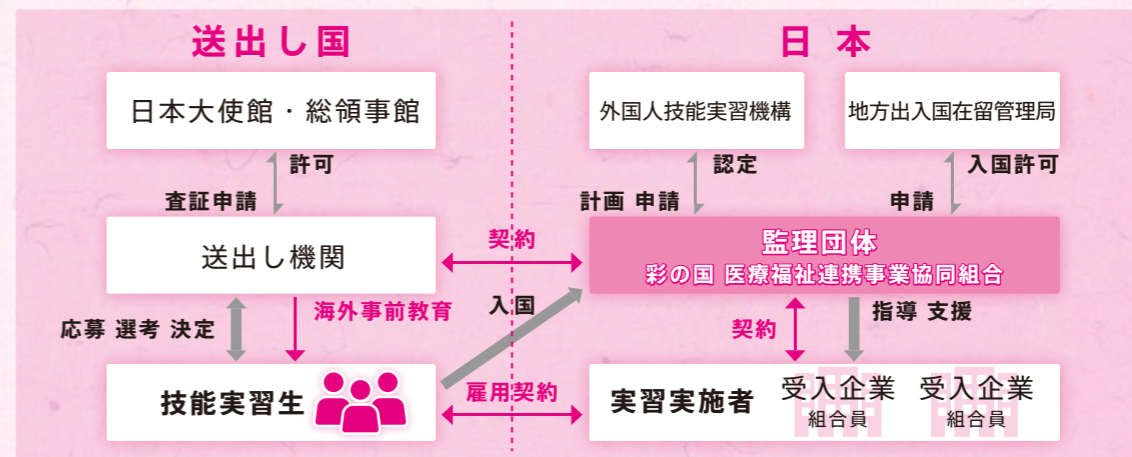 送出し国
日本
日本大使館・総領事館
外国人技能実習機構
地方出入国在留管理局
許可
認定
入国許可
査証申請
計画 申請
申請
送出し機関
契約
監理団体
彩の国 医療福祉連携事業協同組合
応募 選考 決定
海外事前教育
入国
契約
指導 支援
技能実習生
雇用契約
実習実施者
受入企業
組合員
受入企業
組合員